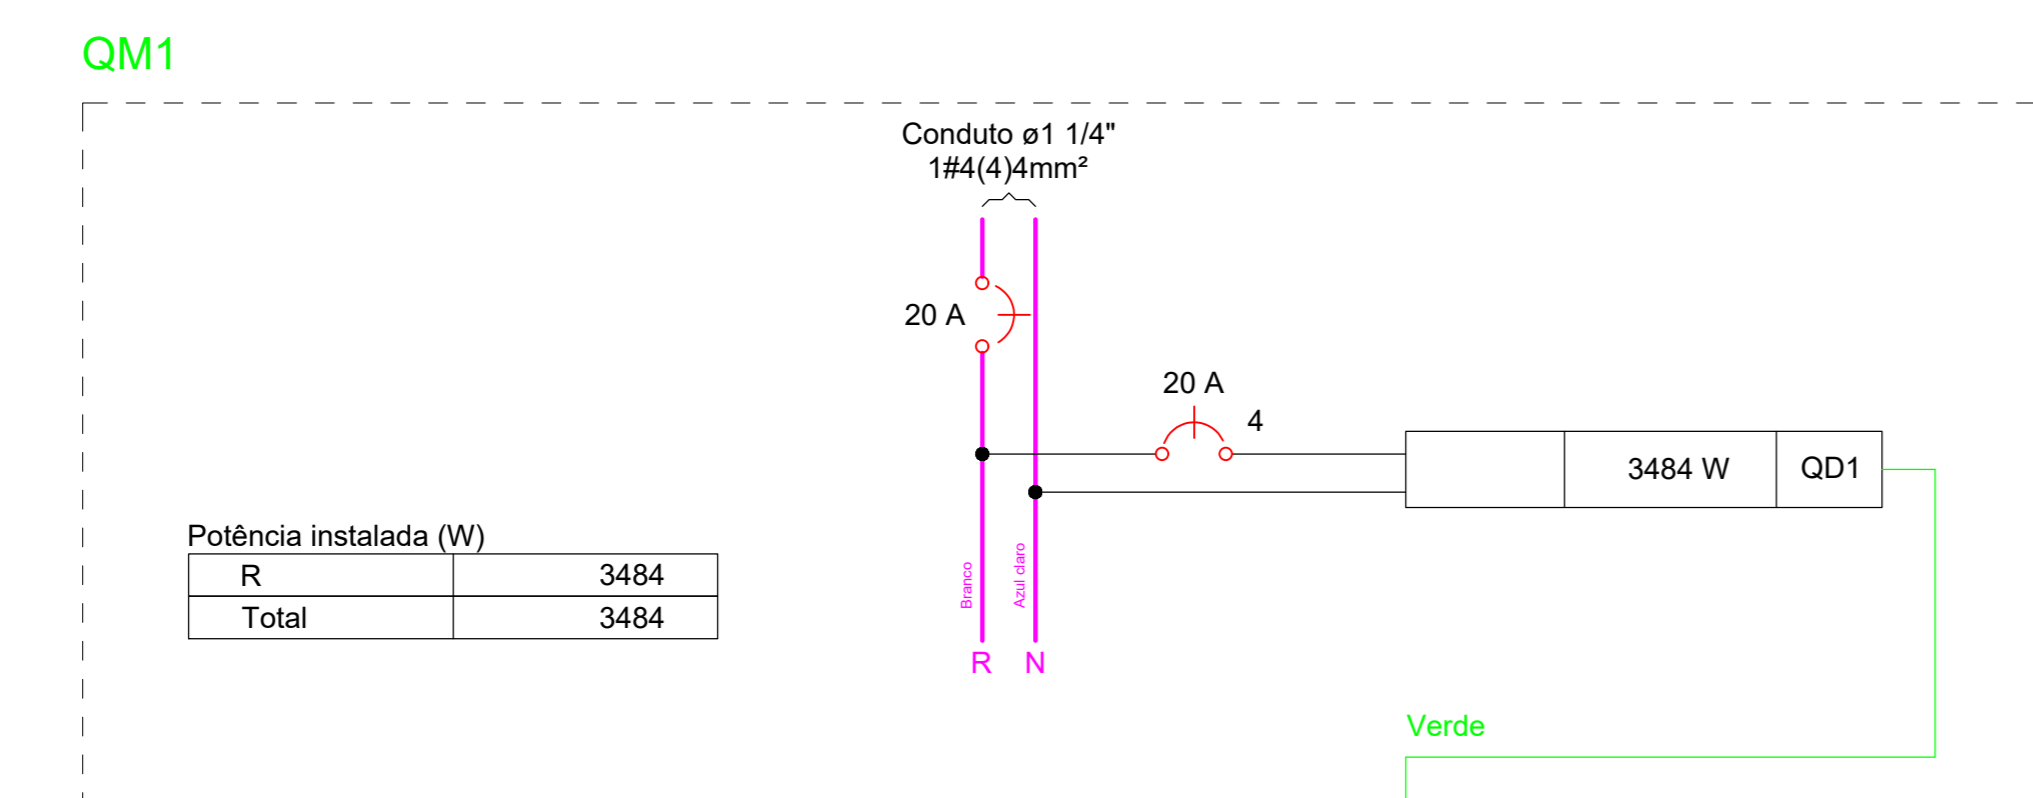 QM1
Conduto ø1 1/4"
1#4(4)4mm²
20 A
20 A
4
3484 W
QD1
Potência instalada (W)
R 3484
Total 3484
Branco
Azul claro
R N
Verde